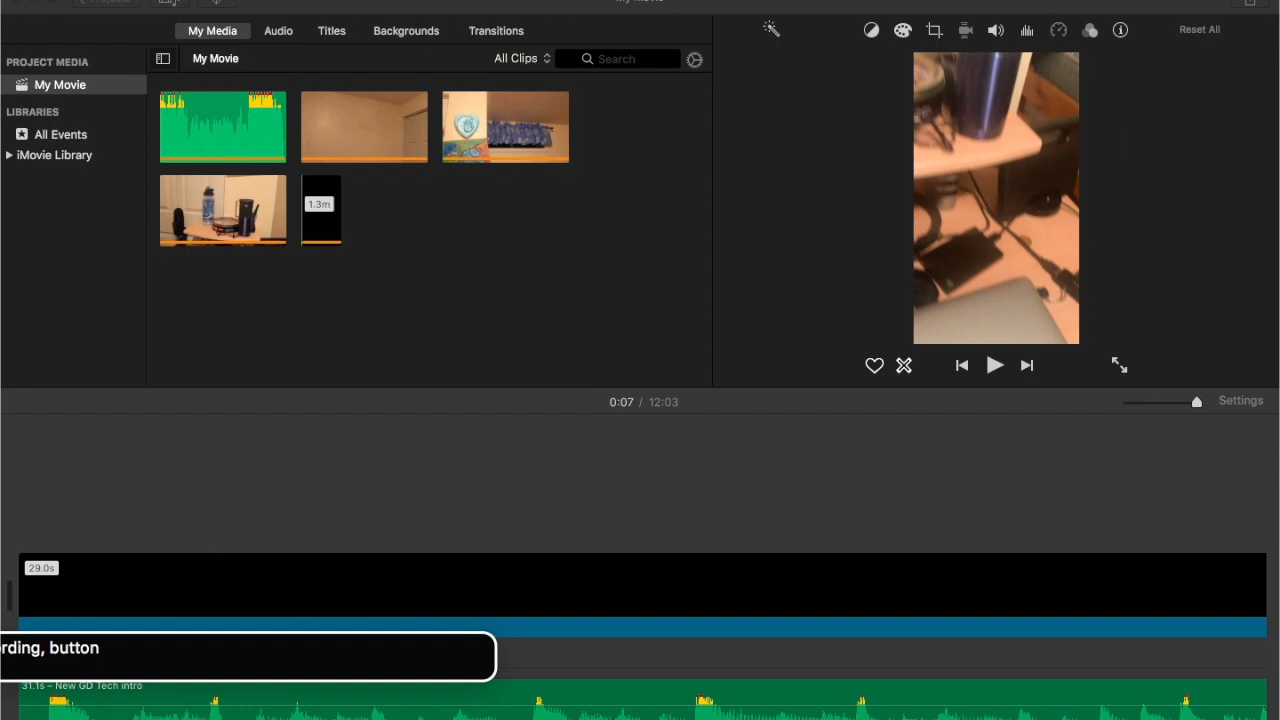 My Media
Audio
Titles
Backgrounds
Transitions
Reset All
PROJECT MEDIA
My Movie
My Movie
All Clips
Search
LIBRARIES
All Events
iMovie Library
1.3m
0:07 / 12:03
Settings
29.0s
rding, button
31.1s – New GD Tech intro